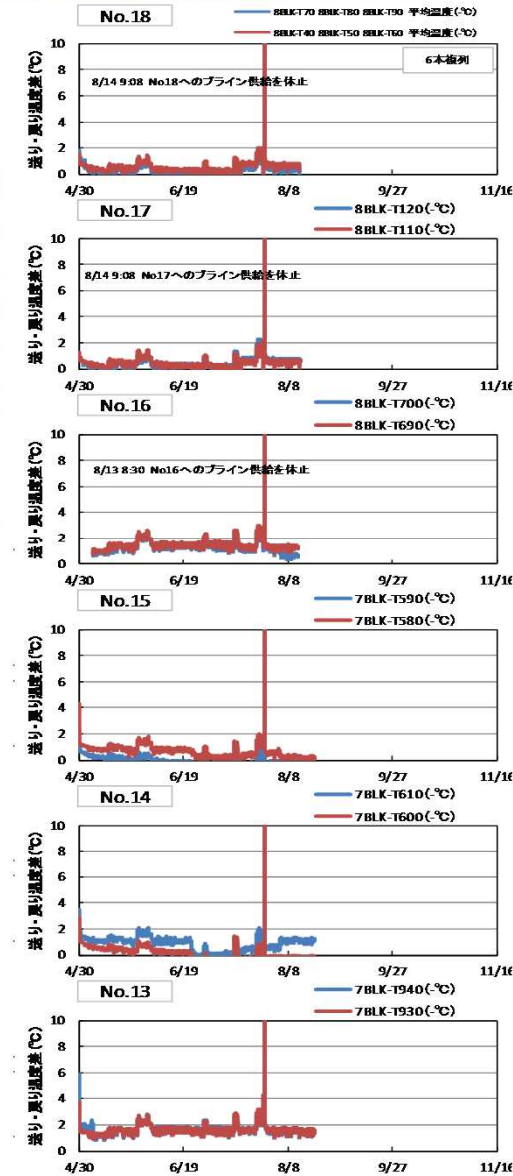 No.18
8BLK-T70 8BLK-T80 8BLK-T90 平均温度(-℃)
8BLK-T40 8BLK-T50 8BLK-T60 平均温度(-℃)
6本複列
送り・戻り温度差(℃)
10
8
6
4
2
0
8/14 9:08 No18へのブライン供給を休止
4/30 6/19 8/8 9/27 11/16
No.17
8BLK-T120(-℃)
8BLK-T110(-℃)
送り・戻り温度差(℃)
10
8
6
4
2
0
8/14 9:08 No17へのブライン供給を休止
4/30 6/19 8/8 9/27 11/16
No.16
8BLK-T700(-℃)
8BLK-T690(-℃)
送り・戻り温度差(℃)
10
8
6
4
2
0
8/13 8:30 No16へのブライン供給を休止
4/30 6/19 8/8 9/27 11/16
No.15
7BLK-T590(-℃)
7BLK-T580(-℃)
送り・戻り温度差(℃)
10
8
6
4
2
0
4/30 6/19 8/8 9/27 11/16
No.14
7BLK-T610(-℃)
7BLK-T600(-℃)
送り・戻り温度差(℃)
10
8
6
4
2
0
4/30 6/19 8/8 9/27 11/16
No.13
7BLK-T940(-℃)
7BLK-T930(-℃)
送り・戻り温度差(℃)
10
8
6
4
2
0
4/30 6/19 8/8 9/27 11/16